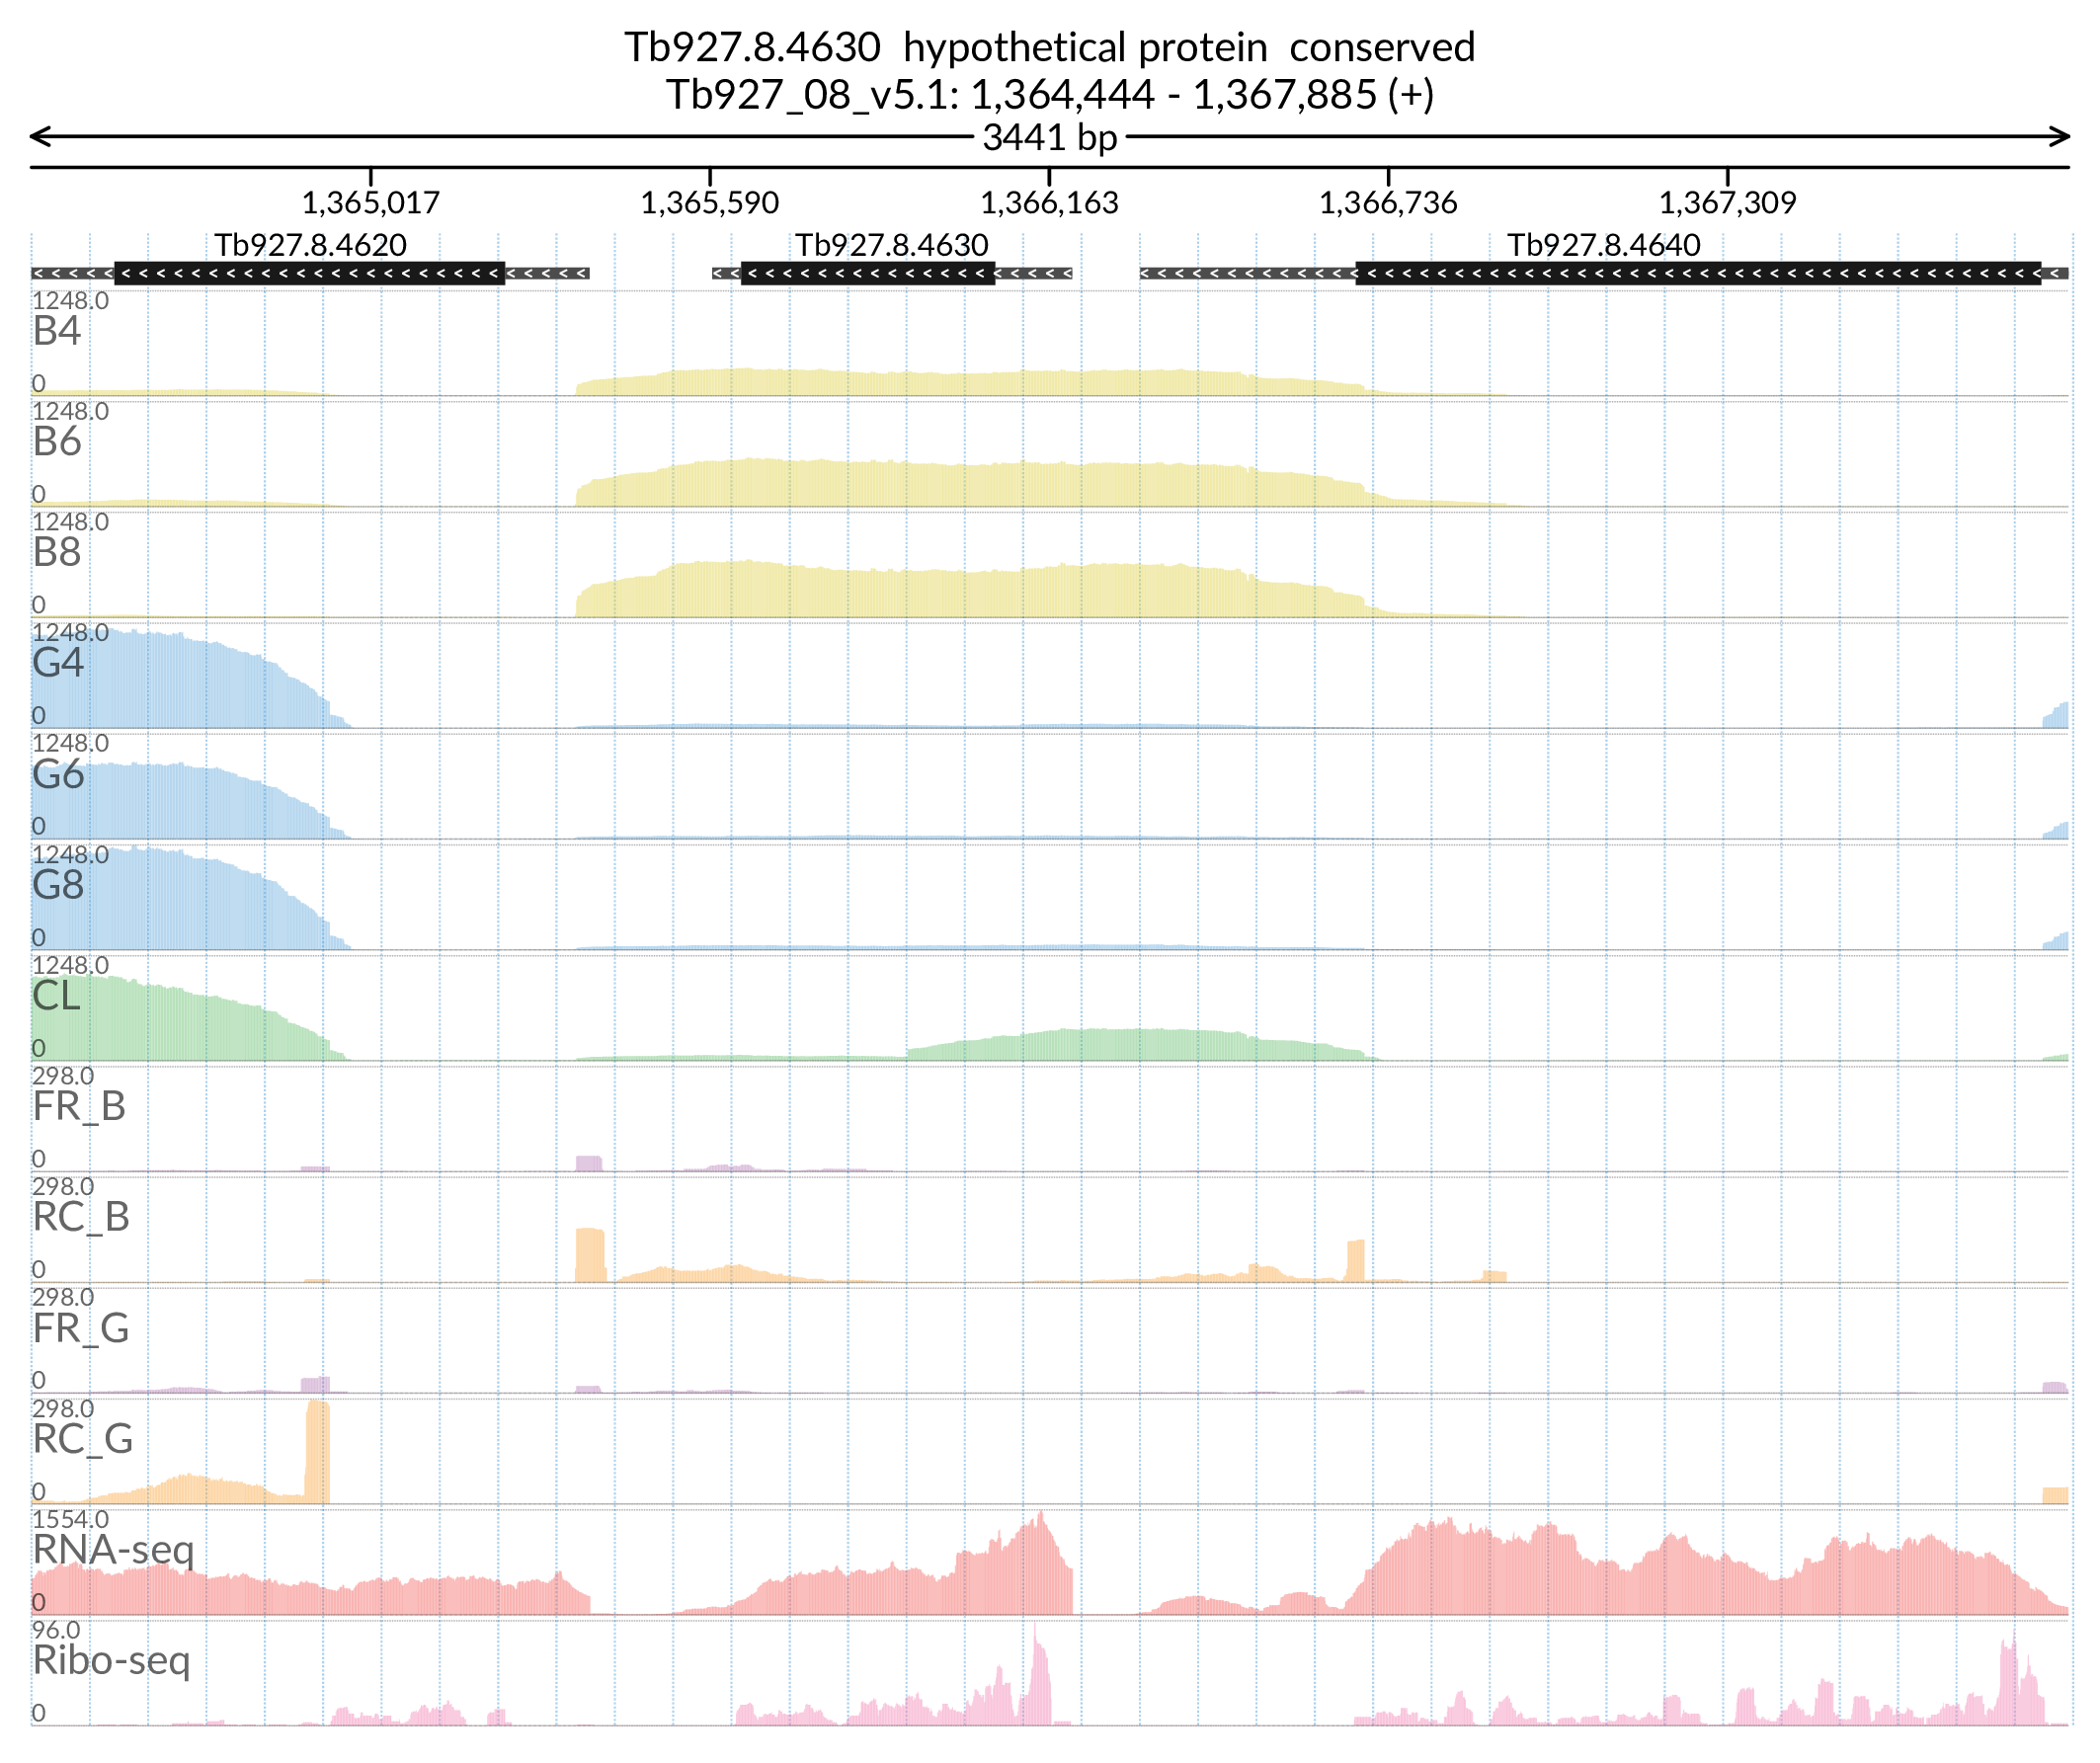 Tb927.8.4630  hypothetical protein  conserved
Tb927_08_v5.1: 1,364,444 - 1,367,885 (+)
3441 bp
1,365,017 1,365,590 1,366,163 1,366,736 1,367,309
Tb927.8.4620 Tb927.8.4630 Tb927.8.4640
1248.0
B4
0
1248.0
B6
0
1248.0
B8
0
1248.0
G4
0
1248.0
G6
0
1248.0
G8
0
1248.0
CL
0
298.0
FR_B
0
298.0
RC_B
0
298.0
FR_G
0
298.0
RC_G
0
1554.0
RNA-seq
0
96.0
Ribo-seq
0